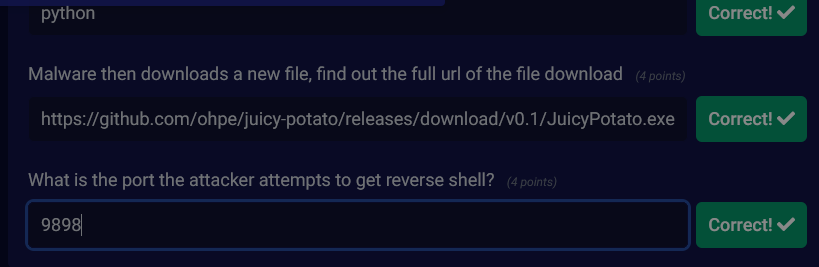 python
Correct!
Malware then downloads a new file, find out the full url of the file download (4 points)
https://github.com/ohpe/juicy-potato/releases/download/v0.1/JuicyPotato.exe
Correct!
What is the port the attacker attempts to get reverse shell? (4 points)
9898
Correct!